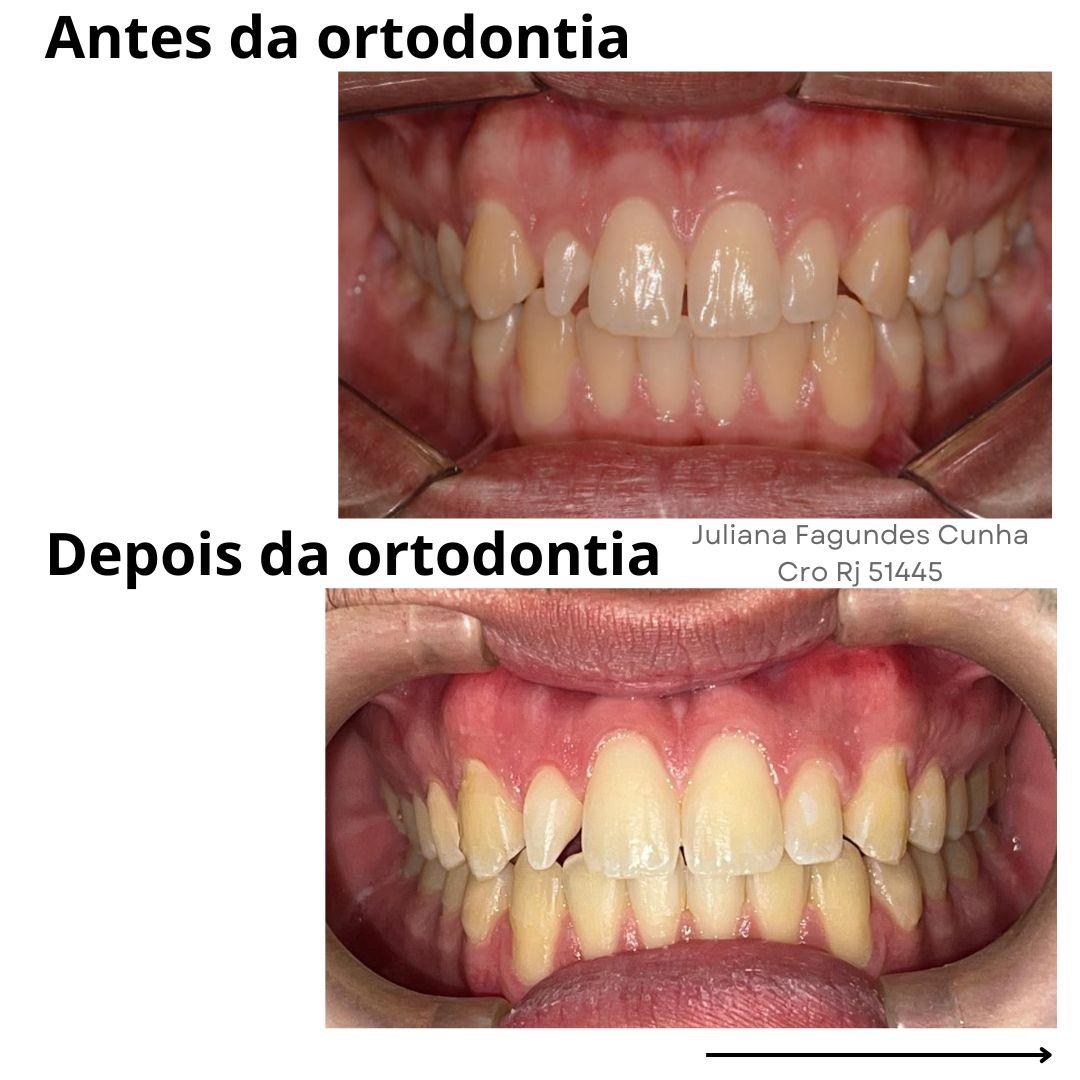 Antes da ortodontia
Depois da ortodontia
Juliana Fagundes Cunha
Cro Rj 51445